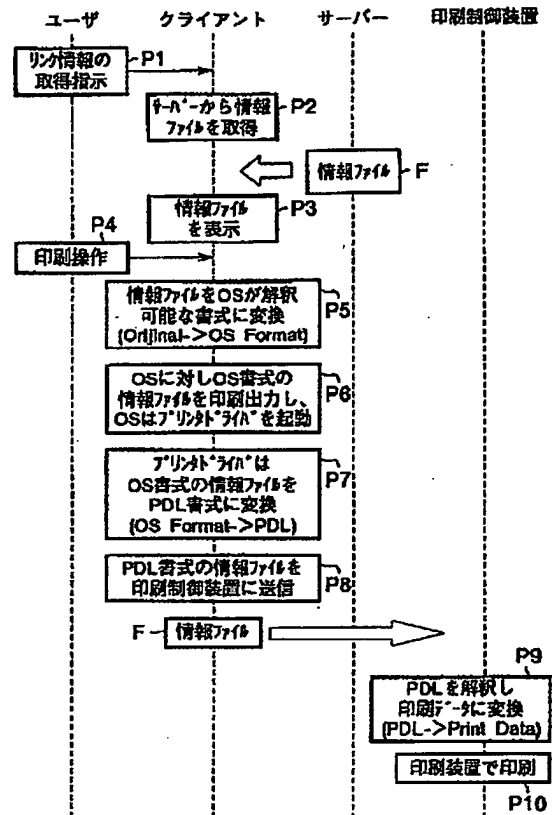 ユーザ
クライアント
サーバー
印刷制御装置
リンク情報の
取得指示
P1
サーバーから情報
ファイルを取得
P2
情報ファイル
F
情報ファイル
を表示
P3
P4
印刷操作
情報ファイルをOSが解釈
可能な書式に変換
(Orijinal->OS Format)
P5
OSに対しOS書式の
情報ファイルを印刷出力し、
OSはプリンタドライバを起動
P6
プリンタドライバは
OS書式の情報ファイルを
PDL書式に変換
(OS Format->PDL)
P7
PDL書式の情報ファイルを
印刷制御装置に送信
P8
F
情報ファイル
P9
PDLを解釈し
印刷データに変換
(PDL->Print Data)
印刷装置で印刷
P10